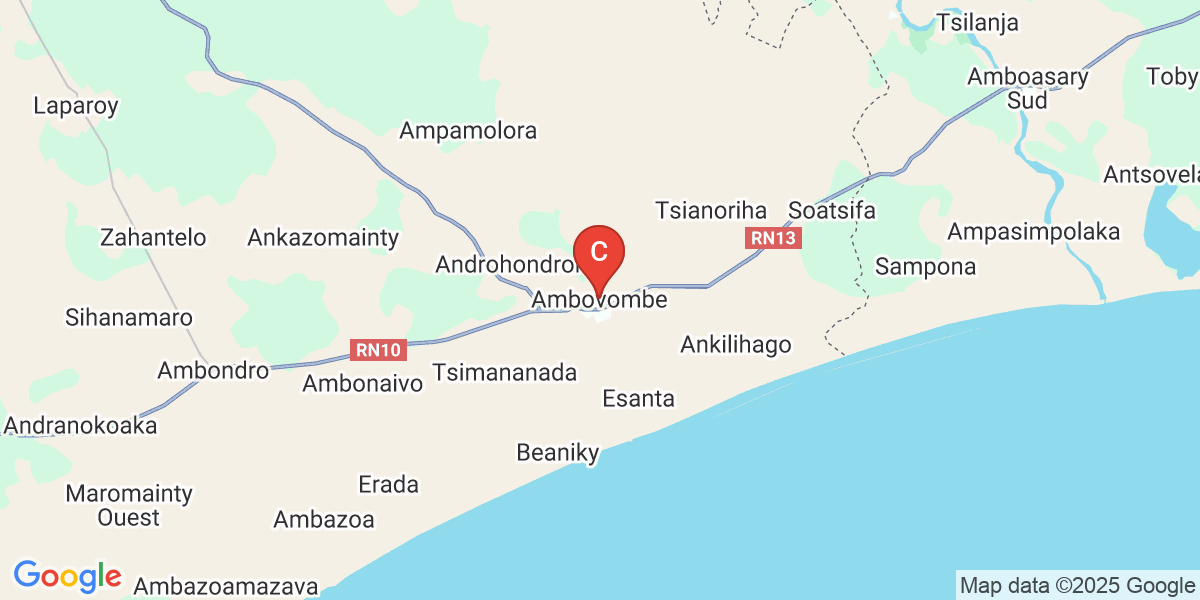 Tsilanja
Amboasary
Sud
Toby
Laparoy
Ampamolora
Antsovela
Tsianoriha
Soatsifa
Zahantelo
Ankazomainty
RN13
Ampasimpolaka
C
Androhondroh
Sampona
Ambovombe
Sihanamaro
Ankilihago
RN10
Ambondro
Ambonaivo
Tsimananada
Esanta
Andranokoaka
Beaniky
Erada
Maromainty
Ouest
Ambazoa
Google
Ambazoamazava
Map data ©2025 Google